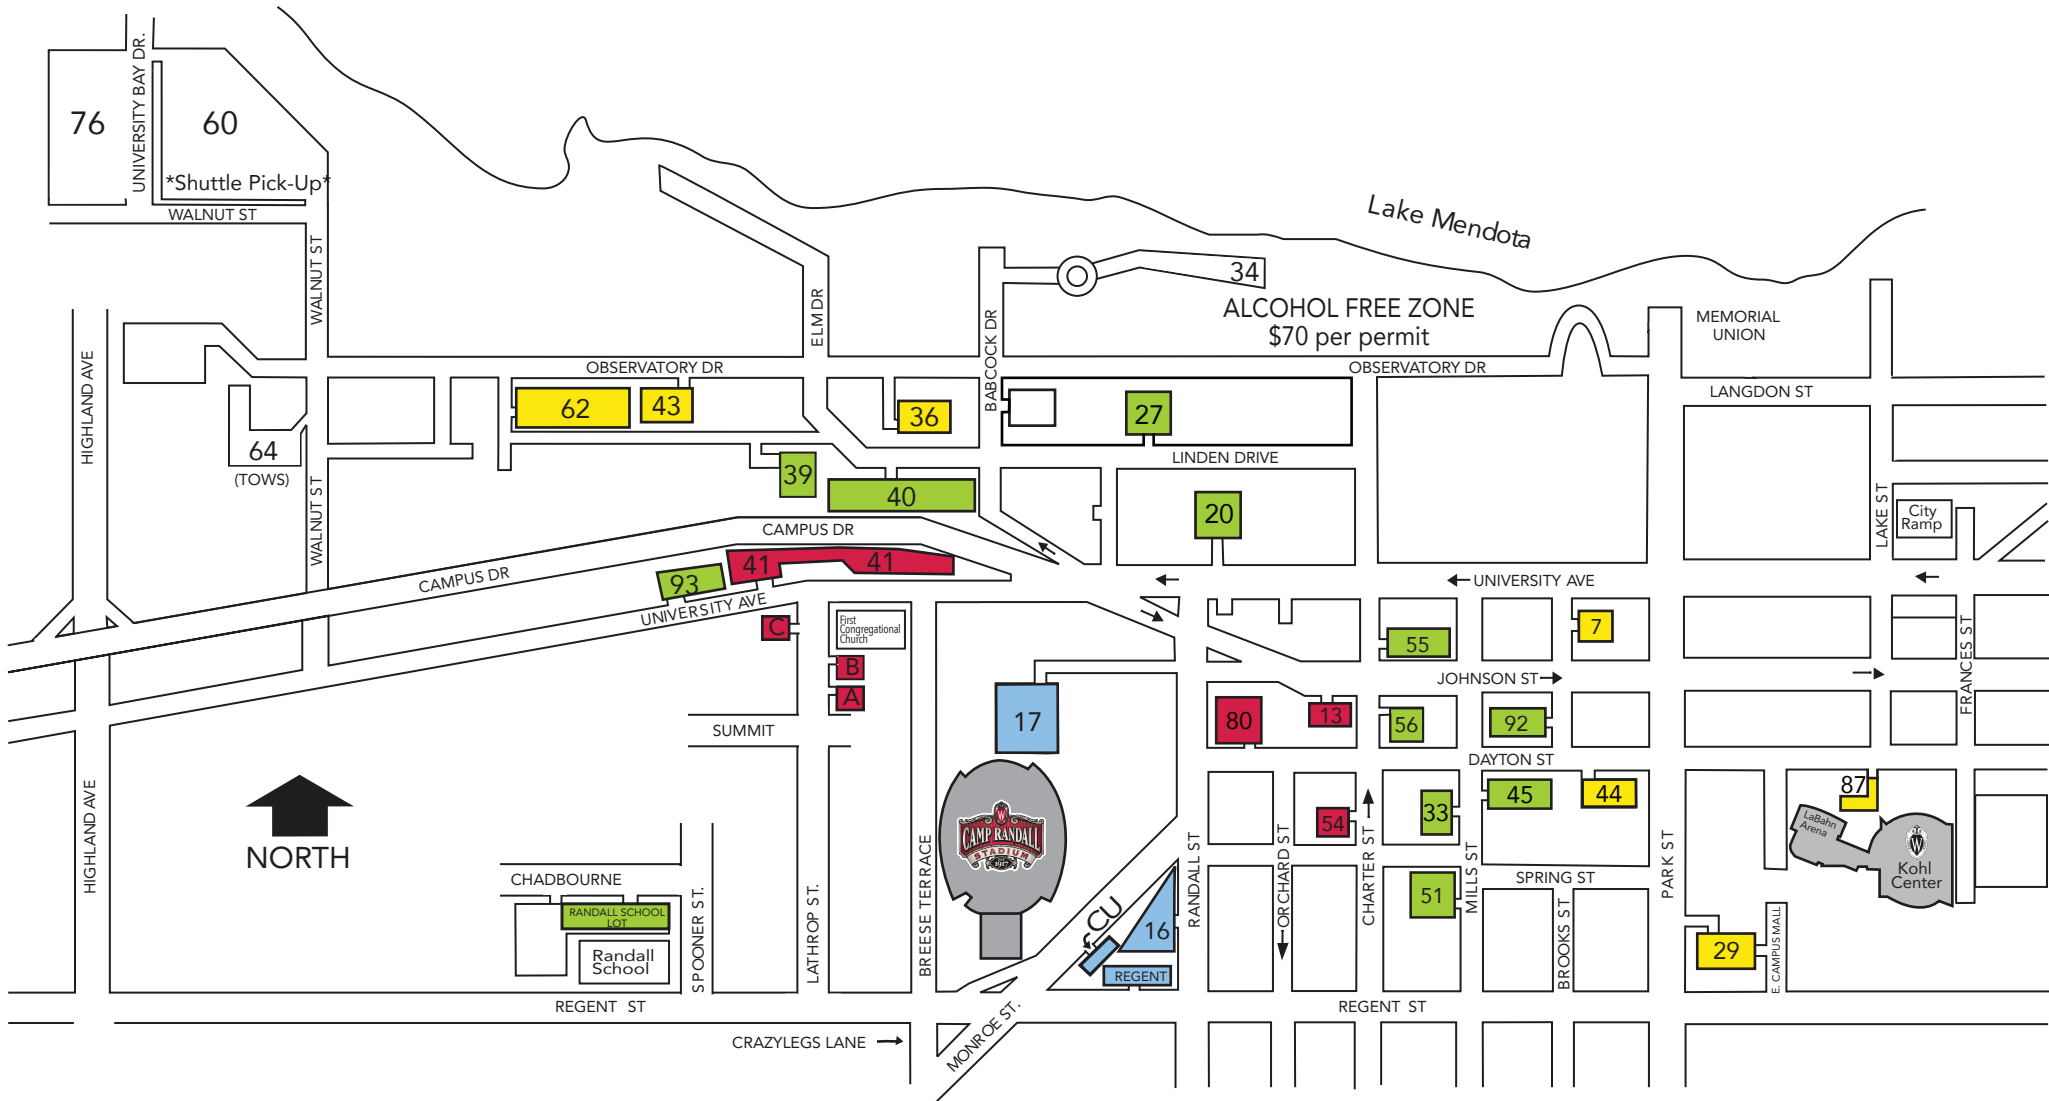 UNIVERSITY BAY DR.
76
60
*Shuttle Pick-Up*
WALNUT ST
WALNUT ST
Lake Mendota
34
ALCOHOL FREE ZONE
$70 per permit
ELM DR
BABCOCK DR
MEMORIAL
UNION
HIGHLAND AVE
OBSERVATORY DR
OBSERVATORY DR
LANGDON ST
62
43
36
27
64
(TOWS)
LINDEN DRIVE
39
40
20
WALNUT ST
LAKE ST
City
Ramp
CAMPUS DR
CAMPUS DR
41
41
93
UNIVERSITY AVE
UNIVERSITY AVE
C
First
Congregational
Church
B
A
55
7
FRANCES ST
JOHNSON ST
17
80
13
56
92
SUMMIT
DAYTON ST
NORTH
HIGHLAND AVE
W
CAMP RANDALL
STADIUM
1917
54
33
45
44
87
LaBahn
Arena
W
Kohl
Center
CHADBOURNE
RANDALL SCHOOL
LOT
Randall
School
SPOONER ST.
LATHROP ST.
BREESE TERRACE
CU
16
REGENT
RANDALL ST
ORCHARD ST
CHARTER ST
51
MILLS ST
SPRING ST
BROOKS ST
PARK ST
29
E. CAMPUS MALL
REGENT ST
REGENT ST
CRAZYLEGS LANE
MONROE ST.